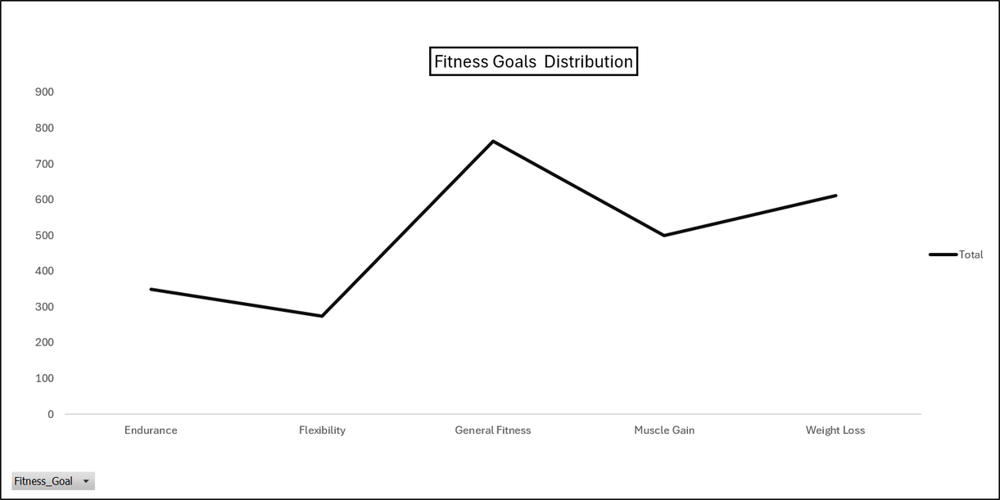 Fitness Goals  Distribution
900
800
700
600
500
400
300
200
100
0
Total
Endurance
Flexibility
General Fitness
Muscle Gain
Weight Loss
Fitness_Goal